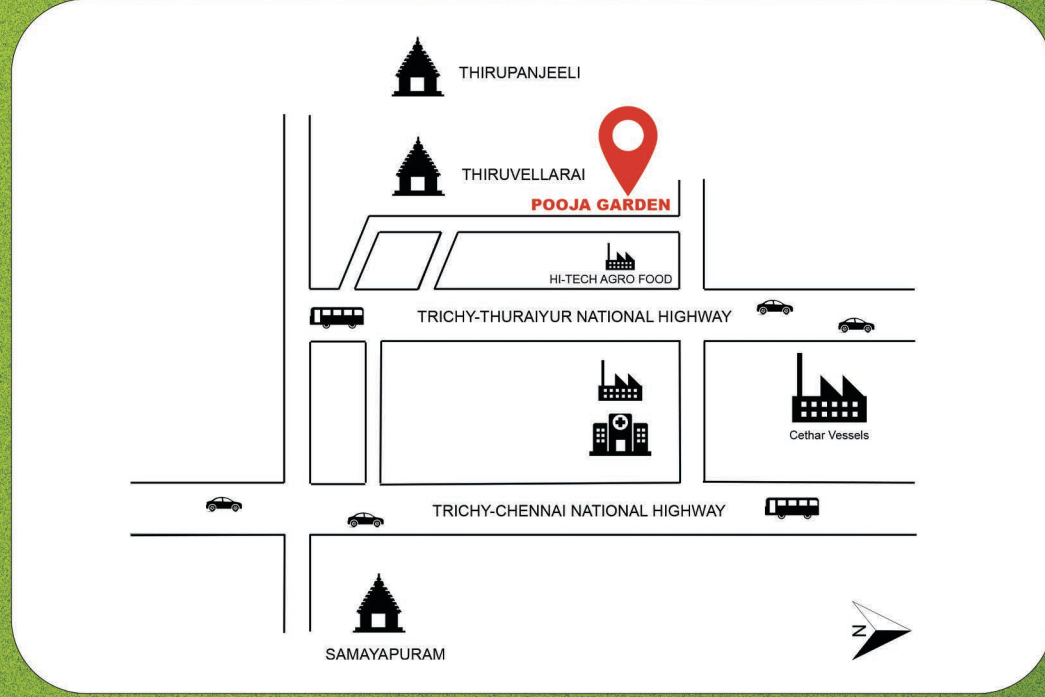 THIRUPANJEELI
THIRUVELLARAI
POOJA GARDEN
HI-TECH AGRO FOOD
TRICHY-THURAIYUR NATIONAL HIGHWAY
Cethar Vessels
TRICHY-CHENNAI NATIONAL HIGHWAY
SAMAYAPURAM
N